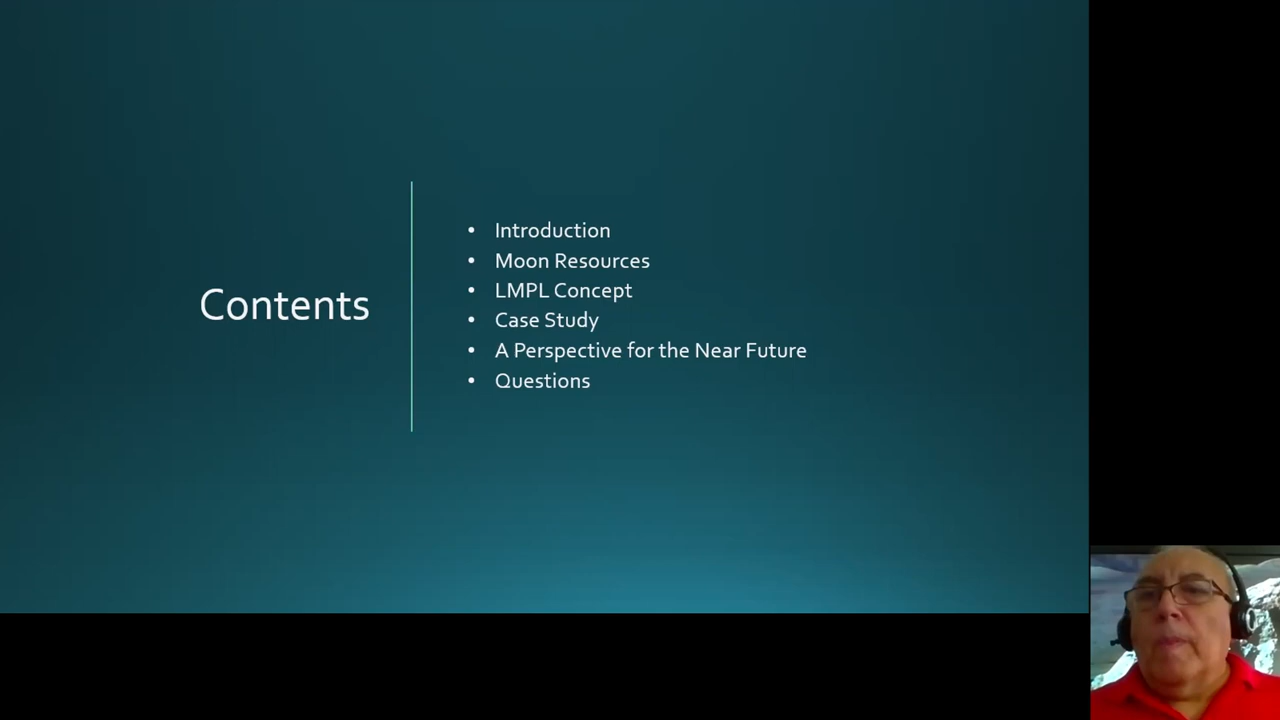 Contents
• Introduction
• Moon Resources
• LMPL Concept
• Case Study
• A Perspective for the Near Future
• Questions